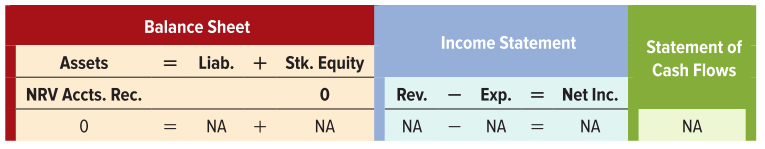 Balance Sheet
Income Statement
Statement of
Cash Flows
Assets = Liab. + Stk. Equity
NRV Accts. Rec. 0 Rev. − Exp. = Net Inc.
0 = NA + NA NA − NA = NA NA